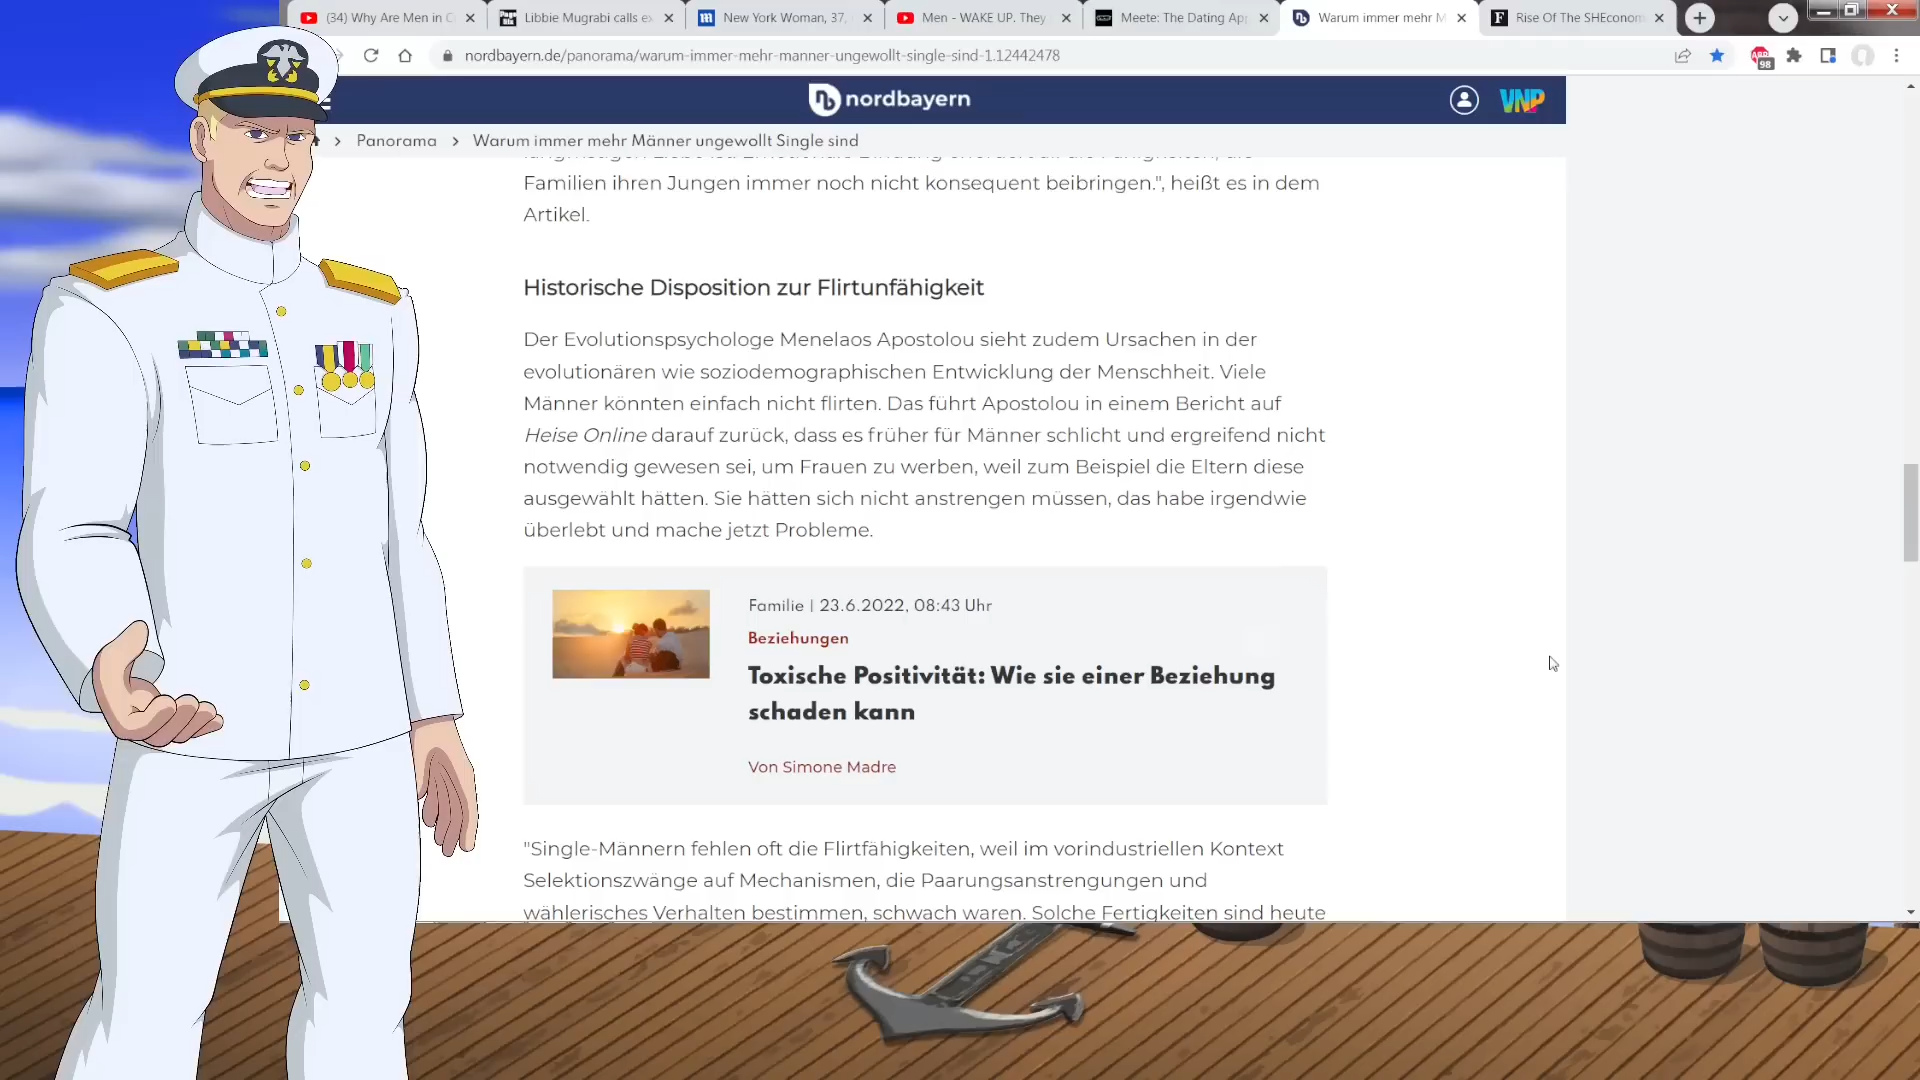 (34) Why Are Men in C
Libbie Mugrabi calls ex
New York Woman, 37,
Men - WAKE UP. They
Meete: The Dating App
Warum immer mehr M
Rise Of The SHEconom
nordbayern.de/panorama/warum-immer-mehr-manner-ungewollt-single-sind-1.12442478
98
nordbayern
VNP
Panorama > Warum immer mehr Männer ungewollt Single sind
Familien ihren Jungen immer noch nicht konsequent beibringen.", heißt es in dem
Artikel.
Historische Disposition zur Flirtunfähigkeit
Der Evolutionspsychologe Menelaos Apostolou sieht zudem Ursachen in der
evolutionären wie soziodemographischen Entwicklung der Menschheit. Viele
Männer könnten einfach nicht flirten. Das führt Apostolou in einem Bericht auf
Heise Online darauf zurück, dass es früher für Männer schlicht und ergreifend nicht
notwendig gewesen sei, um Frauen zu werben, weil zum Beispiel die Eltern diese
ausgewählt hätten. Sie hätten sich nicht anstrengen müssen, das habe irgendwie
überlebt und mache jetzt Probleme.
Familie | 23.6.2022, 08:43 Uhr
Beziehungen
Toxische Positivität: Wie sie einer Beziehung
schaden kann
Von Simone Madre
"Single-Männern fehlen oft die Flirtfähigkeiten, weil im vorindustriellen Kontext
Selektionszwänge auf Mechanismen, die Paarungsanstrengungen und
wählerisches Verhalten bestimmen, schwach waren. Solche Fertigkeiten sind heute